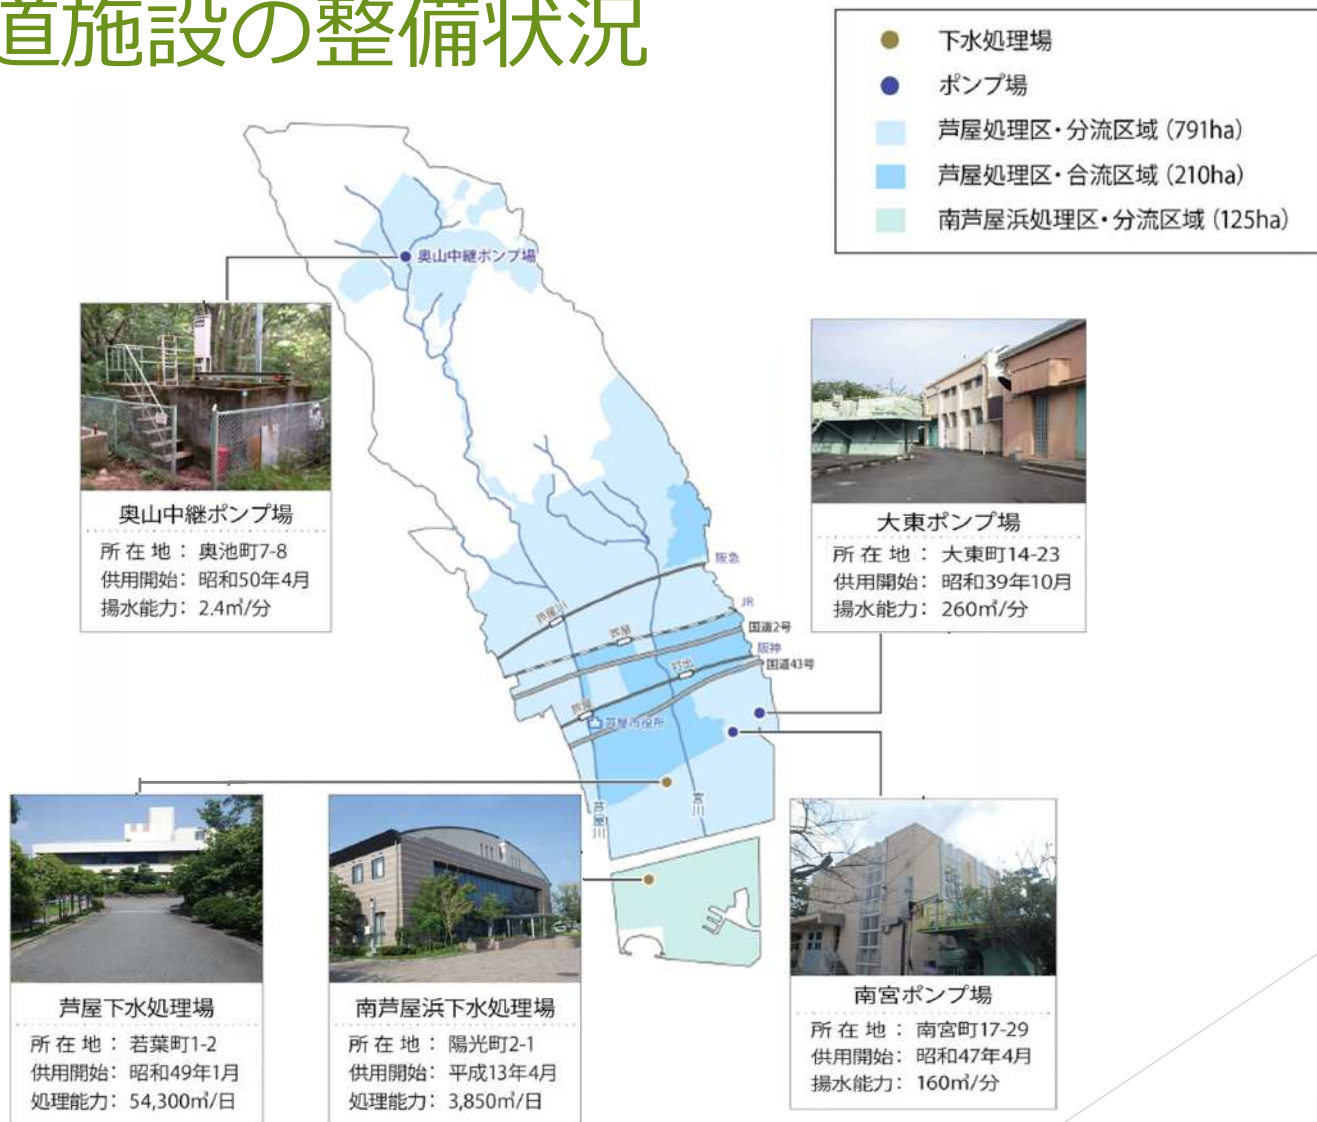 道施設の整備状況
下水処理場
ポンプ場
芦屋処理区・分流区域（791ha）
芦屋処理区・合流区域（210ha）
南芦屋浜処理区・分流区域（125ha）
奥山中継ポンプ場
奥山中継ポンプ場
所在地： 奥池町7-8
供用開始： 昭和50年4月
揚水能力： 2.4㎥/分
大東ポンプ場
所在地： 大東町14-23
供用開始： 昭和39年10月
揚水能力： 260㎥/分
阪急
芦屋川
JR
芦屋
国道2号
阪神
打出
国道43号
芦屋
芦屋市役所
芦屋川
宮川
芦屋下水処理場
所在地： 若葉町1-2
供用開始： 昭和49年1月
処理能力： 54,300㎥/日
南芦屋浜下水処理場
所在地： 陽光町2-1
供用開始： 平成13年4月
処理能力： 3,850㎥/日
南宮ポンプ場
所在地： 南宮町17-29
供用開始： 昭和47年4月
揚水能力： 160㎥/分